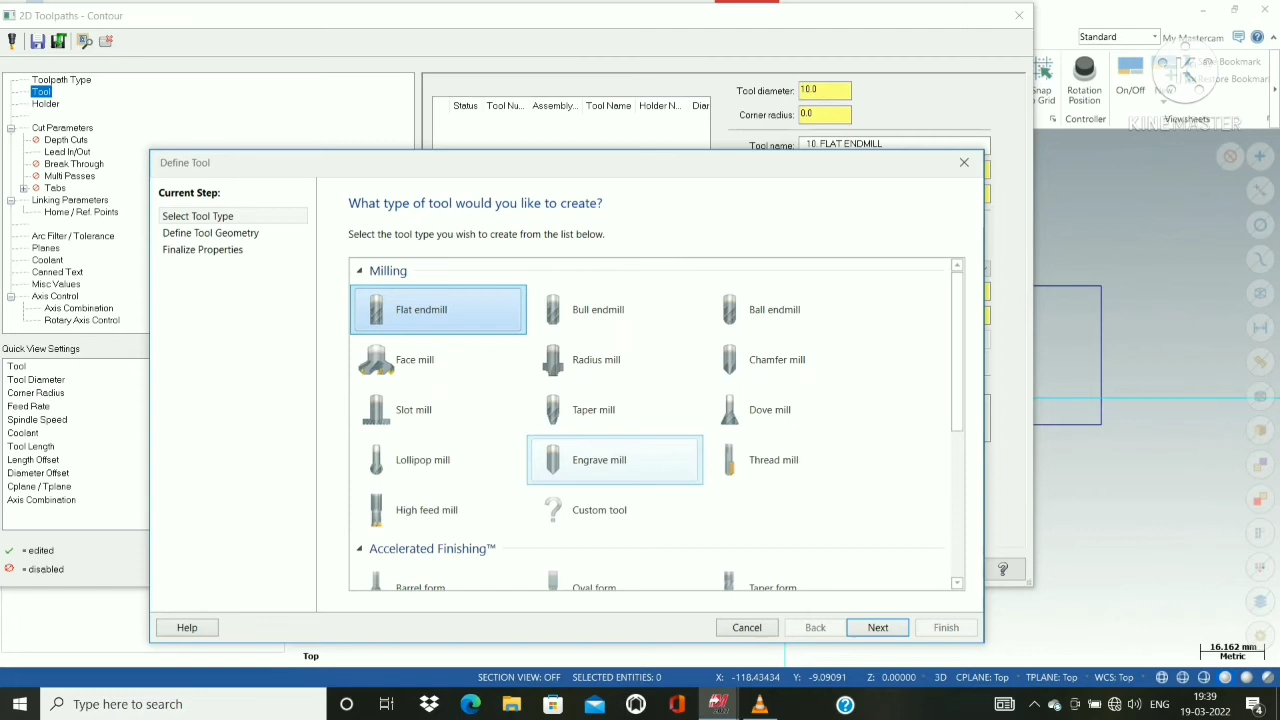 2D Toolpaths - Contour
Standard
My Mastercam
Toolpath Type
Tool
Holder
Cut Parameters
Depth Cuts
Lead In/Out
Break Through
Multi Passes
Tabs
Linking Parameters
Home / Ref. Points
Arc Filter / Tolerance
Planes
Coolant
Canned Text
Misc Values
Axis Control
Axis Combination
Rotary Axis Control
Quick View Settings
Tool
Tool Diameter
Corner Radius
Feed Rate
Spindle Speed
Coolant
Tool Length
Length Offset
Diameter Offset
Cplane / Tplane
Axis Combination
= edited
= disabled
Status Tool Nu... Assembly... Tool Name Holder N... Diar
Tool diameter: 10.0
Corner radius: 0.0
Tool name: 10. FLAT ENDMILL
Snap
to Grid
Rotation
Position
Controller
On/Off
New
Save Bookmark
Restore Bookmark
Viewsheets
KINEMASTER
Define Tool
Current Step:
Select Tool Type
Define Tool Geometry
Finalize Properties
What type of tool would you like to create?
Select the tool type you wish to create from the list below.
Milling
Flat endmill Bull endmill Ball endmill
Face mill Radius mill Chamfer mill
Slot mill Taper mill Dove mill
Lollipop mill Engrave mill Thread mill
High feed mill Custom tool
Accelerated Finishing™
Barrel form Oval form Taper form
Help Cancel Back Next Finish
Top
16.162 mm
Metric
SECTION VIEW: OFF SELECTED ENTITIES: 0 X: -118.43434 Y: -9.09091 Z: 0.00000 3D CPLANE: Top TPLANE: Top WCS: Top
Type here to search
ENG
19:39
19-03-2022
4